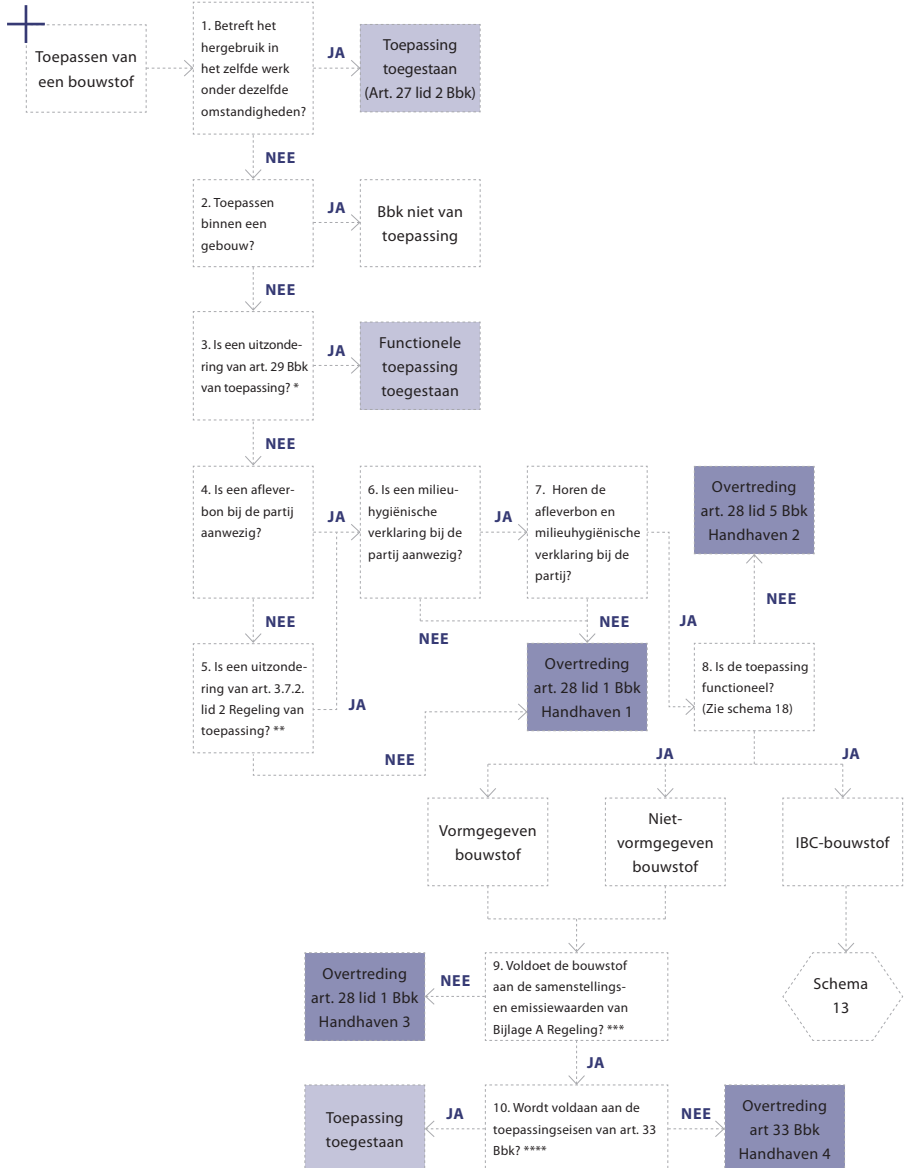 Toepassen van
een bouwstof
1. Betreft het
hergebruik in
het zelfde werk
onder dezelfde
omstandigheden?
JA
Toepassing
toegestaan
(Art. 27 lid 2 Bbk)
NEE
2. Toepassen
binnen een
gebouw?
JA
Bbk niet van
toepassing
NEE
3. Is een uitzonde-
ring van art. 29 Bbk
van toepassing? *
JA
Functionele
toepassing
toegestaan
NEE
4. Is een aflever-
bon bij de partij
aanwezig?
JA
6. Is een milieu-
hygiënische
verklaring bij de
partij aanwezig?
JA
7. Horen de
afleverbon en
milieuhygiënische
verklaring bij de
partij?
Overtreding
art. 28 lid 5 Bbk
Handhaven 2
NEE
NEE
NEE
NEE
JA
5. Is een uitzonde-
ring van art. 3.7.2.
lid 2 Regeling van
toepassing? **
JA
NEE
Overtreding
art. 28 lid 1 Bbk
Handhaven 1
8. Is de toepassing
functioneel?
(Zie schema 18)
JA
JA
Vormgegeven
bouwstof
Niet-
vormgegeven
bouwstof
IBC-bouwstof
Overtreding
art. 28 lid 1 Bbk
Handhaven 3
NEE
9. Voldoet de bouwstof
aan de samenstellings-
en emissiewaarden van
Bijlage A Regeling? ***
Schema
13
JA
Toepassing
toegestaan
JA
10. Wordt voldaan aan de
toepassingseisen van art. 33
Bbk? ****
NEE
Overtreding
art 33 Bbk
Handhaven 4